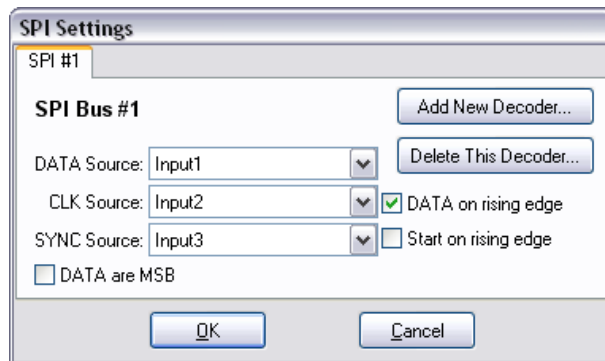 SPI Settings
SPI #1
SPI Bus #1
Add New Decoder...
Delete This Decoder...
DATA Source: Input1
CLK Source: Input2
DATA on rising edge
SYNC Source: Input3
Start on rising edge
DATA are MSB
OK
Cancel